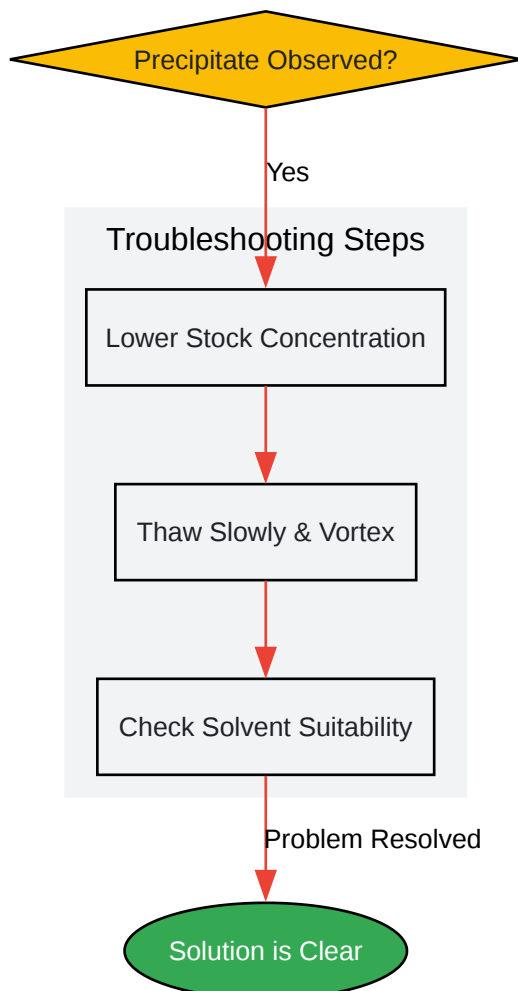 Precipitate Observed?
Yes
Troubleshooting Steps
Lower Stock Concentration
Thaw Slowly & Vortex
Check Solvent Suitability
Problem Resolved
Solution is Clear